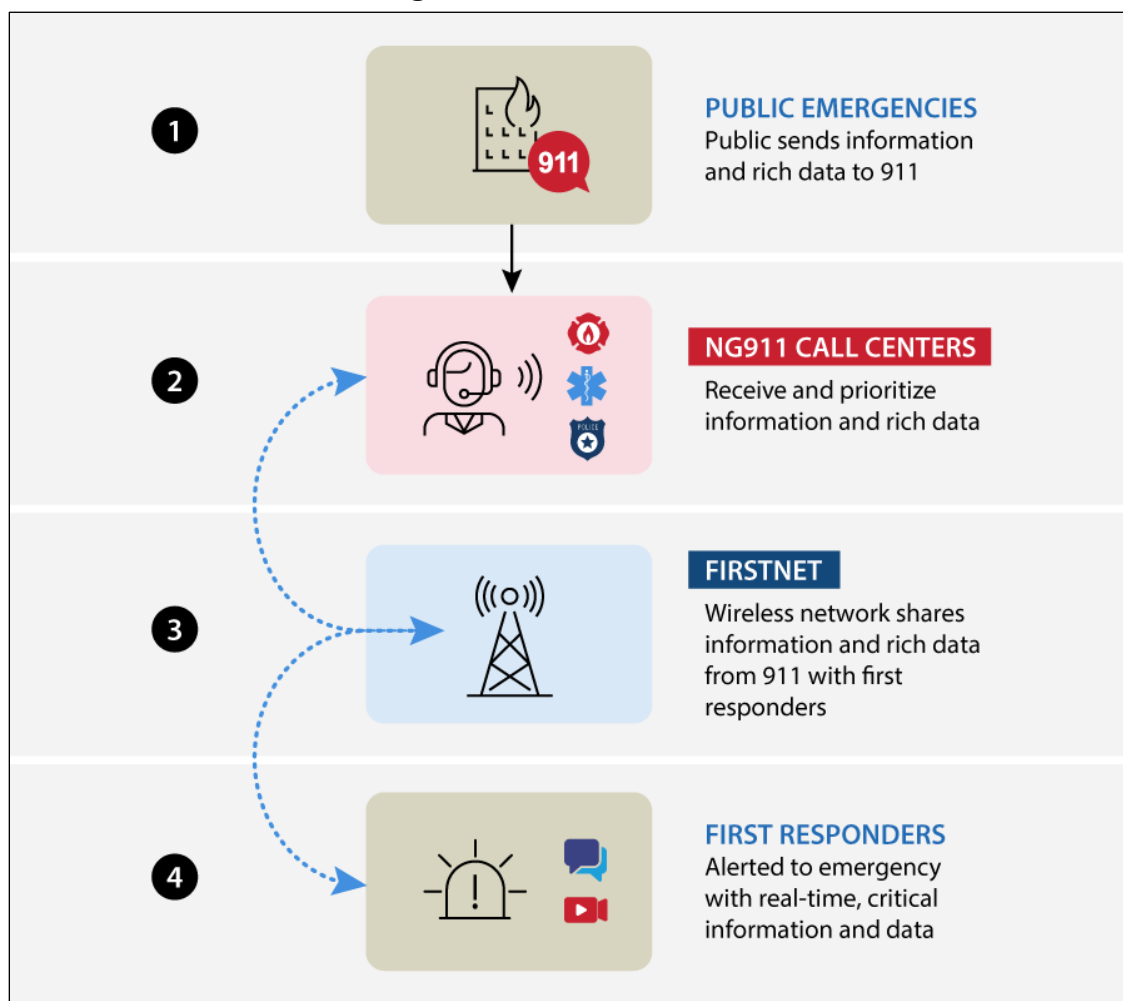 1
911
PUBLIC EMERGENCIES
Public sends information
and rich data to 911
2
POLICE
NG911 CALL CENTERS
Receive and prioritize
information and rich data
3
FIRSTNET
Wireless network shares
information and rich data
from 911 with first
responders
4
!
FIRST RESPONDERS
Alerted to emergency
with real-time, critical
information and data